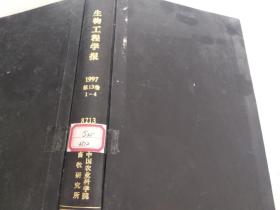 生物工程学报
1997
第13卷
1-4
中国农业科学院
畜牧研究所